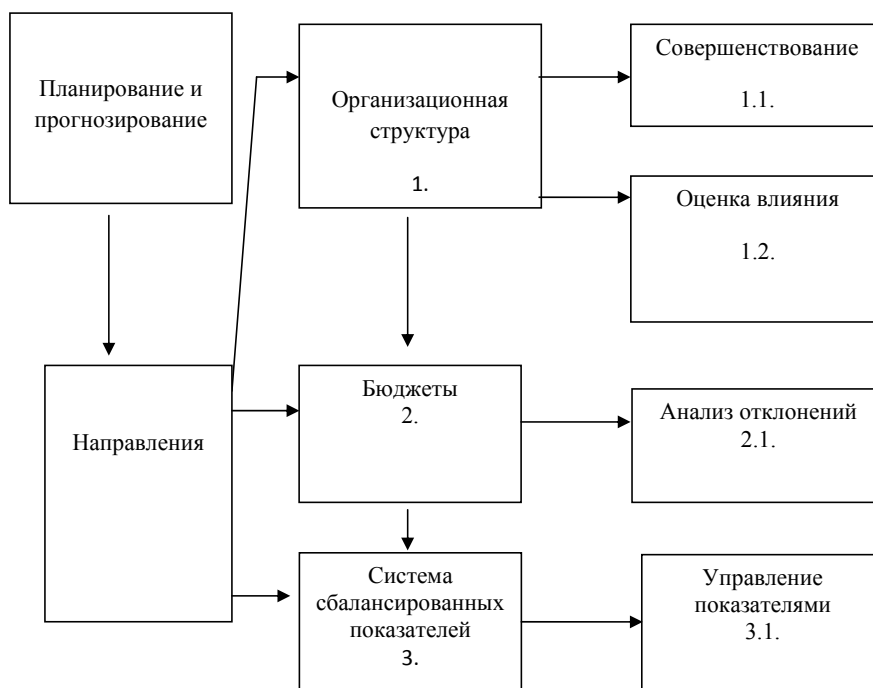 Планирование и
прогнозирование
Организационная
структура
1.
Совершенствование
1.1.
Оценка влияния
1.2.
Направления
Бюджеты
2.
Анализ отклонений
2.1.
Система
сбалансированных
показателей
3.
Управление
показателями
3.1.